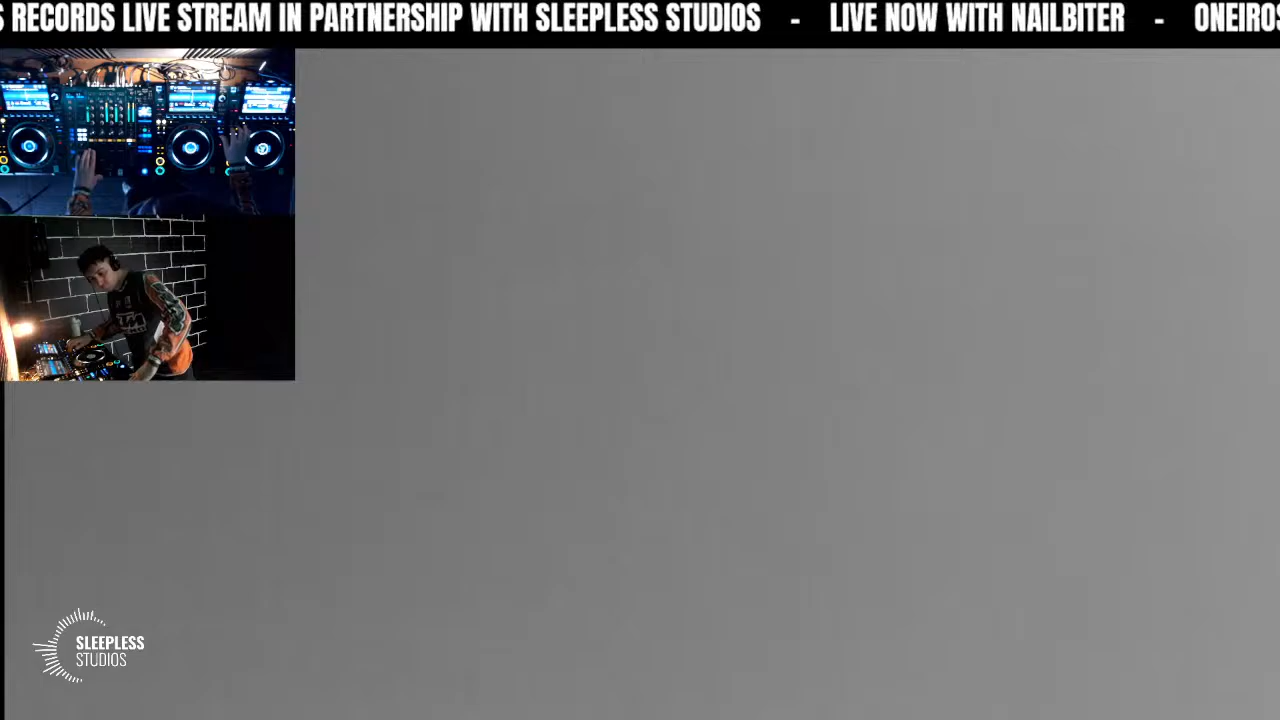 S RECORDS LIVE STREAM IN PARTNERSHIP WITH SLEEPLESS STUDIOS - LIVE NOW WITH NAILBITER - ONEIROS
SLEEPLESS
STUDIOS